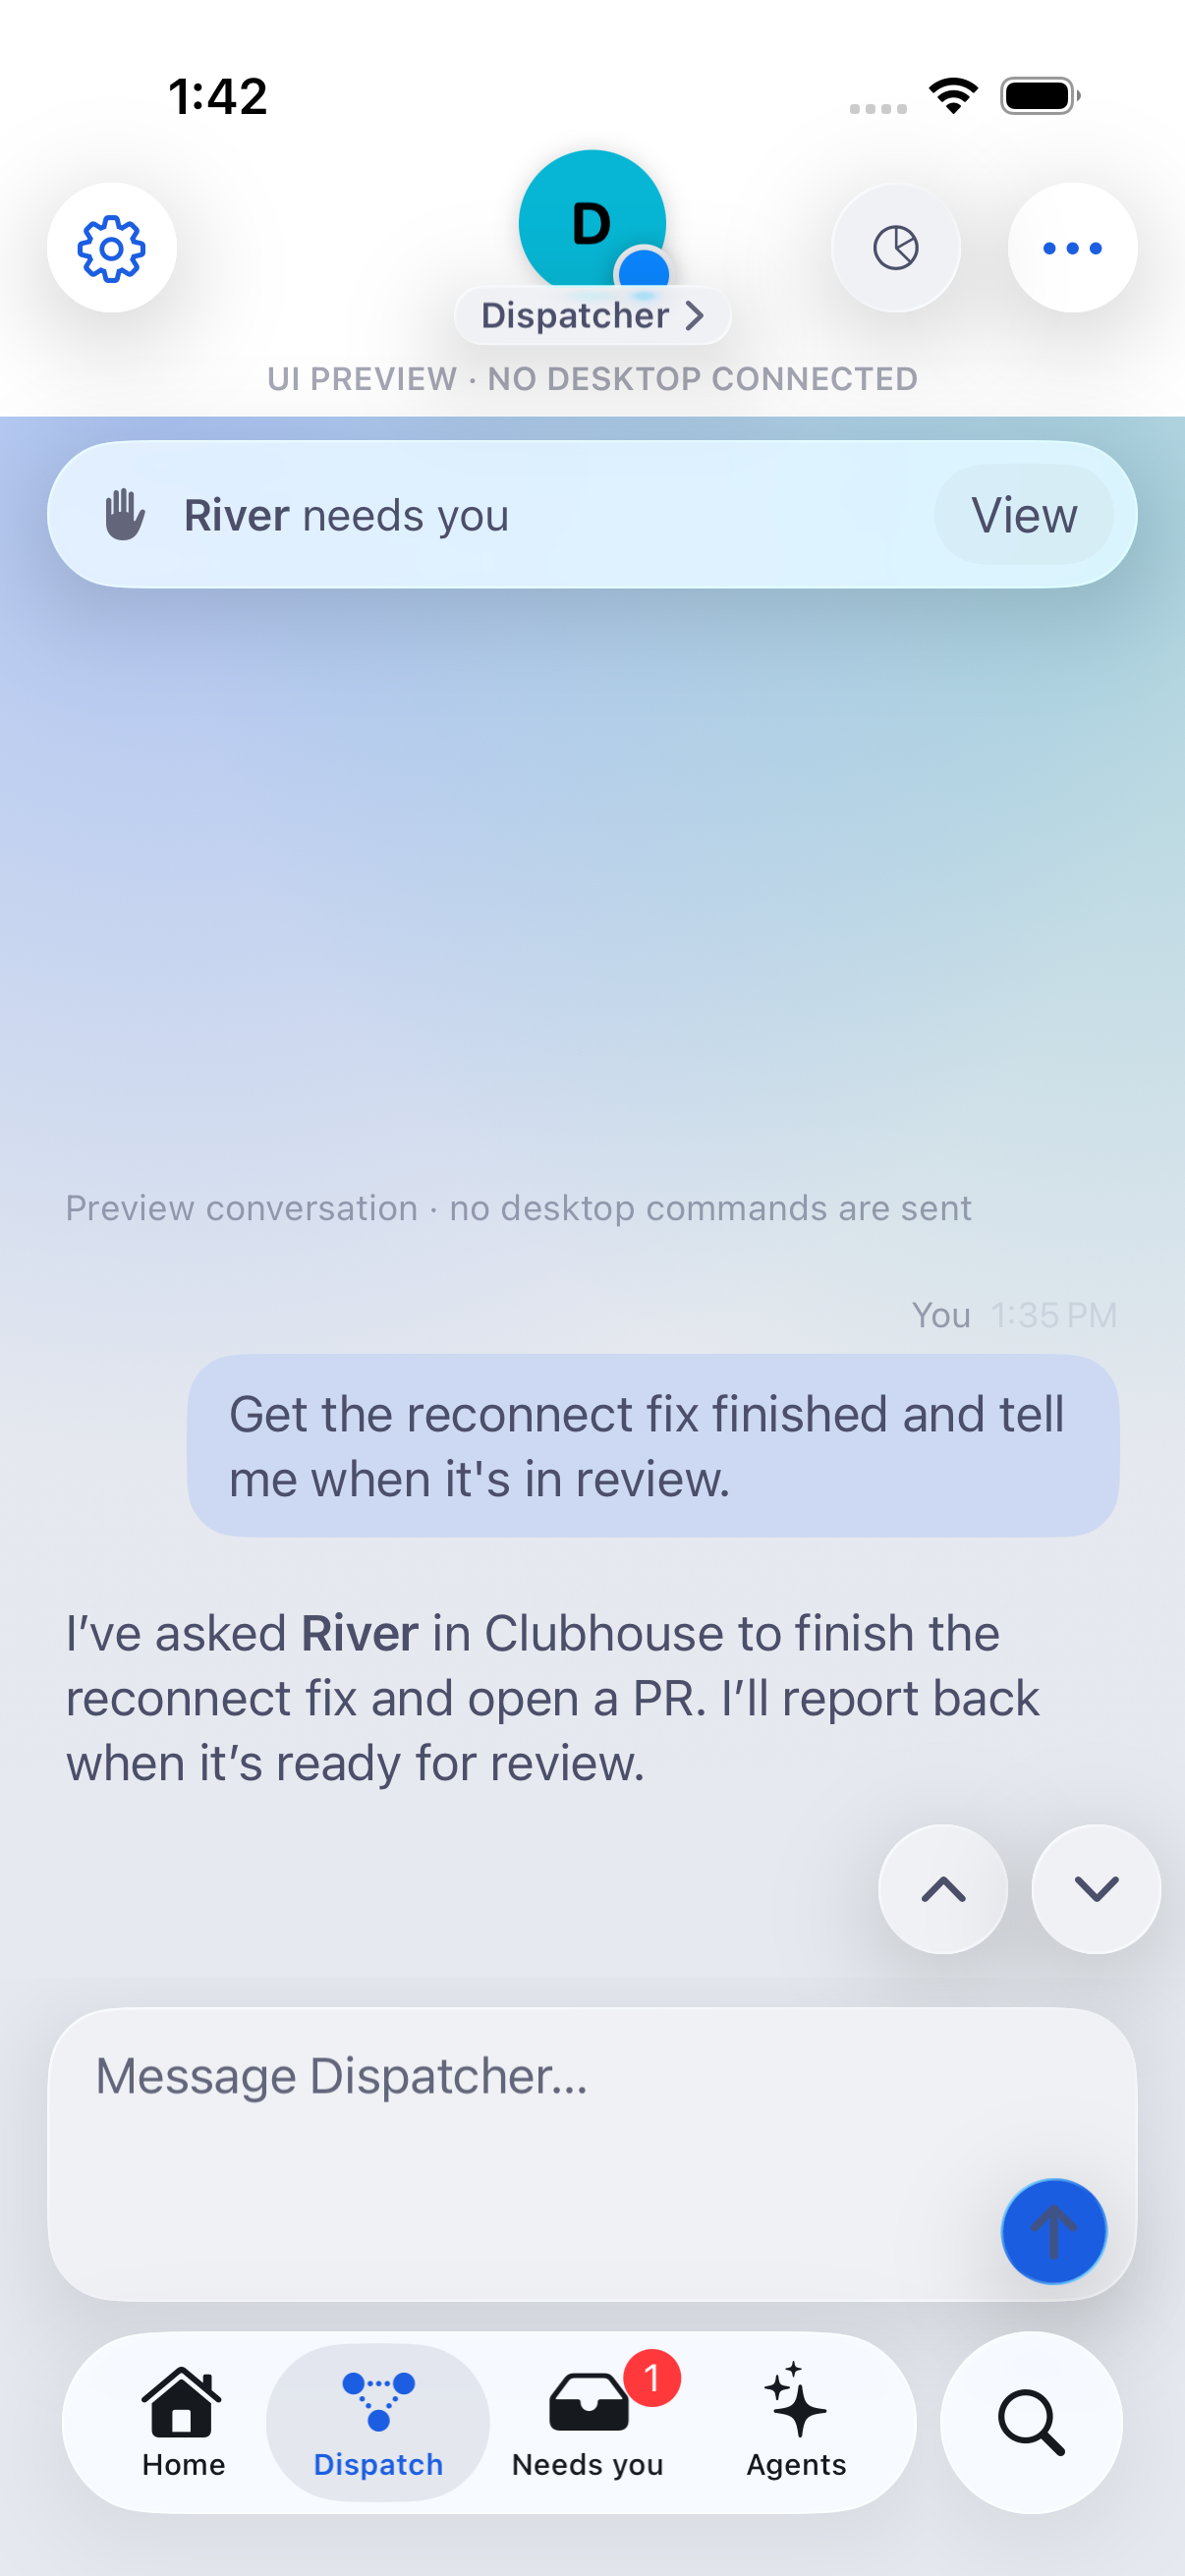 1:42
D
Dispatcher
UI PREVIEW · NO DESKTOP CONNECTED
River needs you
View
Preview conversation · no desktop commands are sent
You 1:35 PM
Get the reconnect fix finished and tell
me when it's in review.
I’ve asked River in Clubhouse to finish the
reconnect fix and open a PR. I’ll report back
when it’s ready for review.
Message Dispatcher...
1
Home
Dispatch
Needs you
Agents